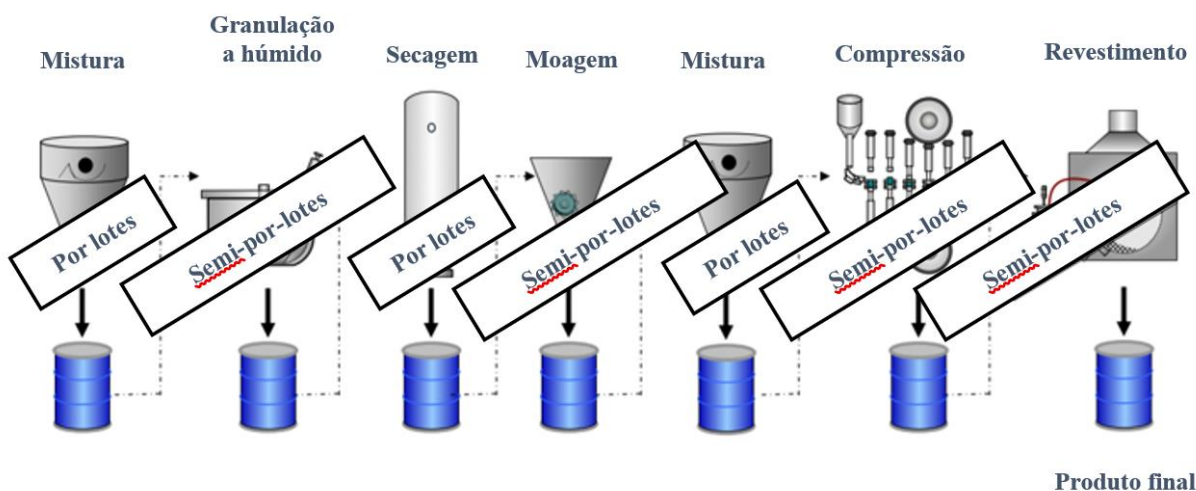 Mistura
Granulação
a húmido
Secagem
Moagem
Mistura
Compressão
Revestimento
Por lotes
Semi-por-lotes
Por lotes
Semi-por-lotes
Por lotes
Semi-por-lotes
Semi-por-lotes
Produto final